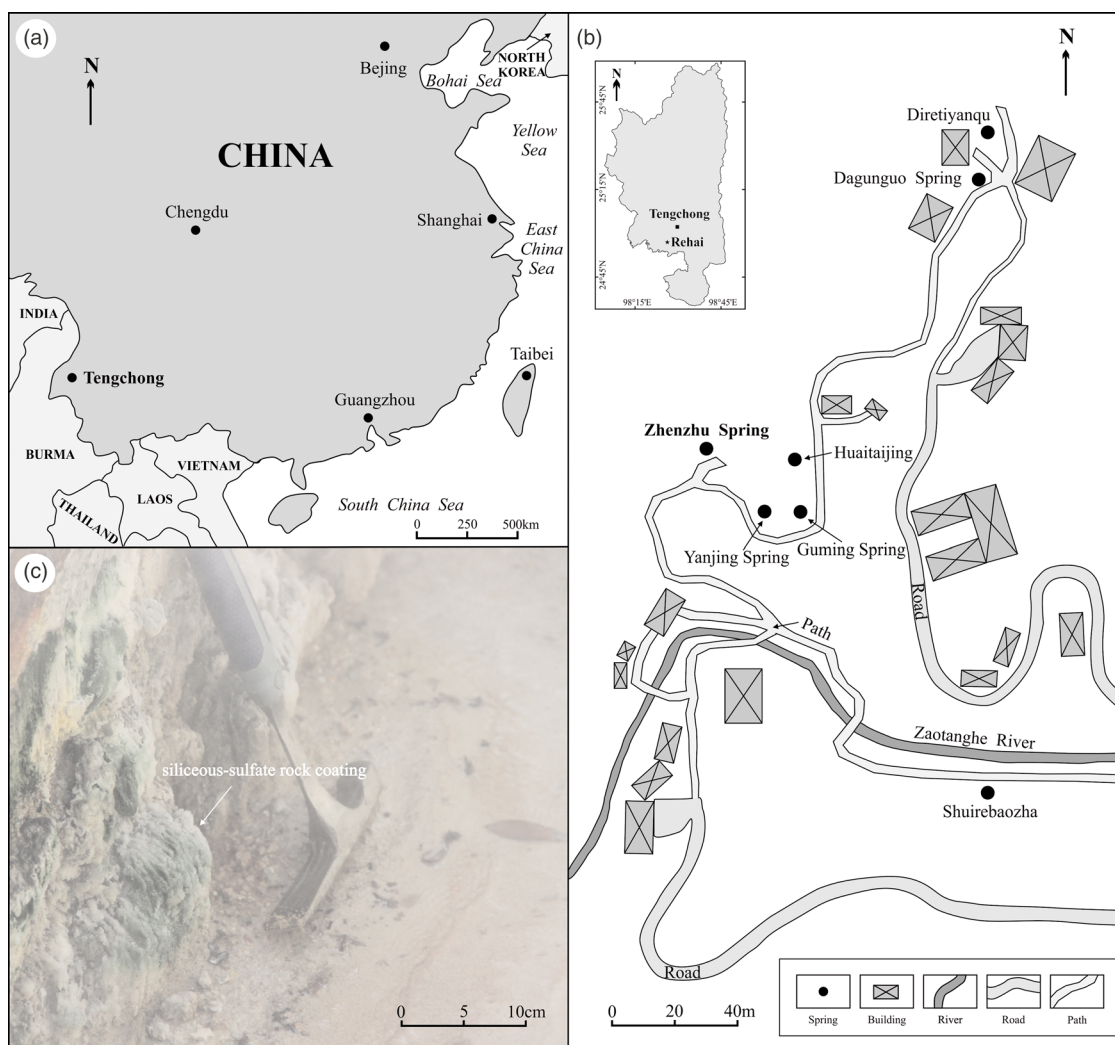 (a)
N
Bejing
NORTH
KOREA
Bohai Sea
Yellow
Sea
CHINA
Chengdu
Shanghai
East
China
Sea
INDIA
Tengchong
Taibei
Guangzhou
BURMA
VIETNAM
LAOS
THAILAND
South China Sea
0 250 500km
(b)
N
25°45'N
25°15'N
24°45'N
98°15'E
98°45'E
Tengchong
Rehai
N
Diretiyanqu
Dagunguo Spring
Zhenzhu Spring
Huaitaijing
Yanjing Spring
Guming Spring
Road
Path
Zaotanghe River
Shuirebaozha
Road
0 20 40m
Spring
Building
River
Road
Path
(c)
siliceous-sulfate rock coating
0 5 10cm